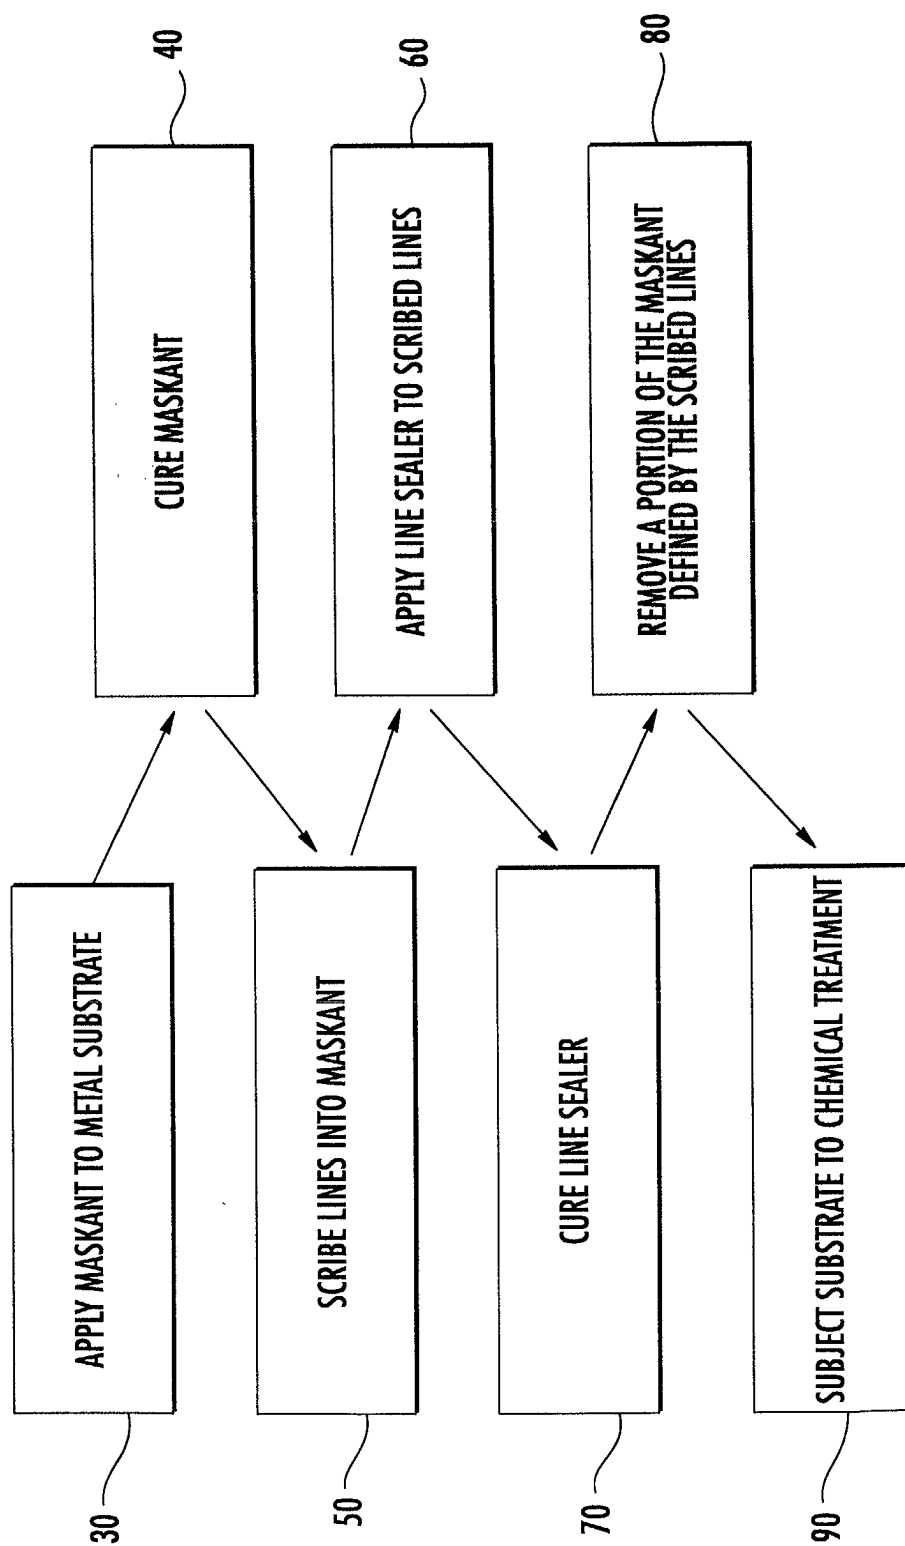 30
APPLY MASKANT TO METAL SUBSTRATE
CURE MASKANT
40
50
SCRIBE LINES INTO MASKANT
APPLY LINE SEALER TO SCRIBED LINES
60
70
CURE LINE SEALER
REMOVE A PORTION OF THE MASKANT
DEFINED BY THE SCRIBED LINES
80
90
SUBJECT SUBSTRATE TO CHEMICAL TREATMENT